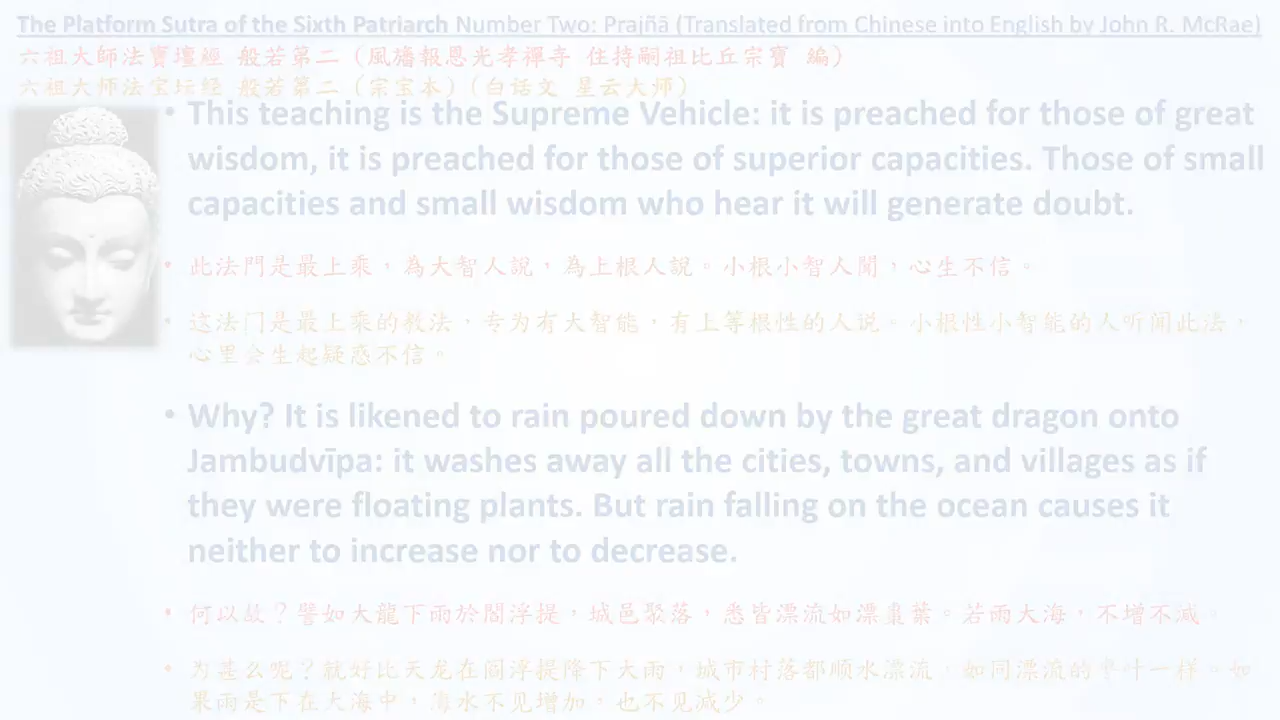 The Platform Sutra of the Sixth Patriarch Number Two: Prajñā (Translated from Chinese into English by John R. McRae)
六祖大師法寶壇經 般若第二 (風旛報恩光孝禪寺 住持嗣祖比丘宗寶 編)
六祖大师法宝坛经 般若第二 (宗宝本) (白话文 星云大师)
• This teaching is the Supreme Vehicle: it is preached for those of great
wisdom, it is preached for those of superior capacities. Those of small
capacities and small wisdom who hear it will generate doubt.
• 此法門是最上乘，為大智人說，為上根人說。小根小智人聞，心生不信。
• 这法门是最上乘的教法，专为有大智能，有上等根性的人说。小根性小智能的人听闻此法，
心里会生起疑惑不信。
• Why? It is likened to rain poured down by the great dragon onto
Jambudvīpa: it washes away all the cities, towns, and villages as if
they were floating plants. But rain falling on the ocean causes it
neither to increase nor to decrease.
• 何以故？譬如大龍下雨於閻浮提，城邑聚落，悉皆漂流如漂棗葉。若雨大海，不增不減。
• 为甚么呢？就好比天龙在阎浮提降下大雨，城市村落都顺水漂流，如同漂流的枣叶一样。如
果雨是下在大海中，海水不见增加，也不见減少。